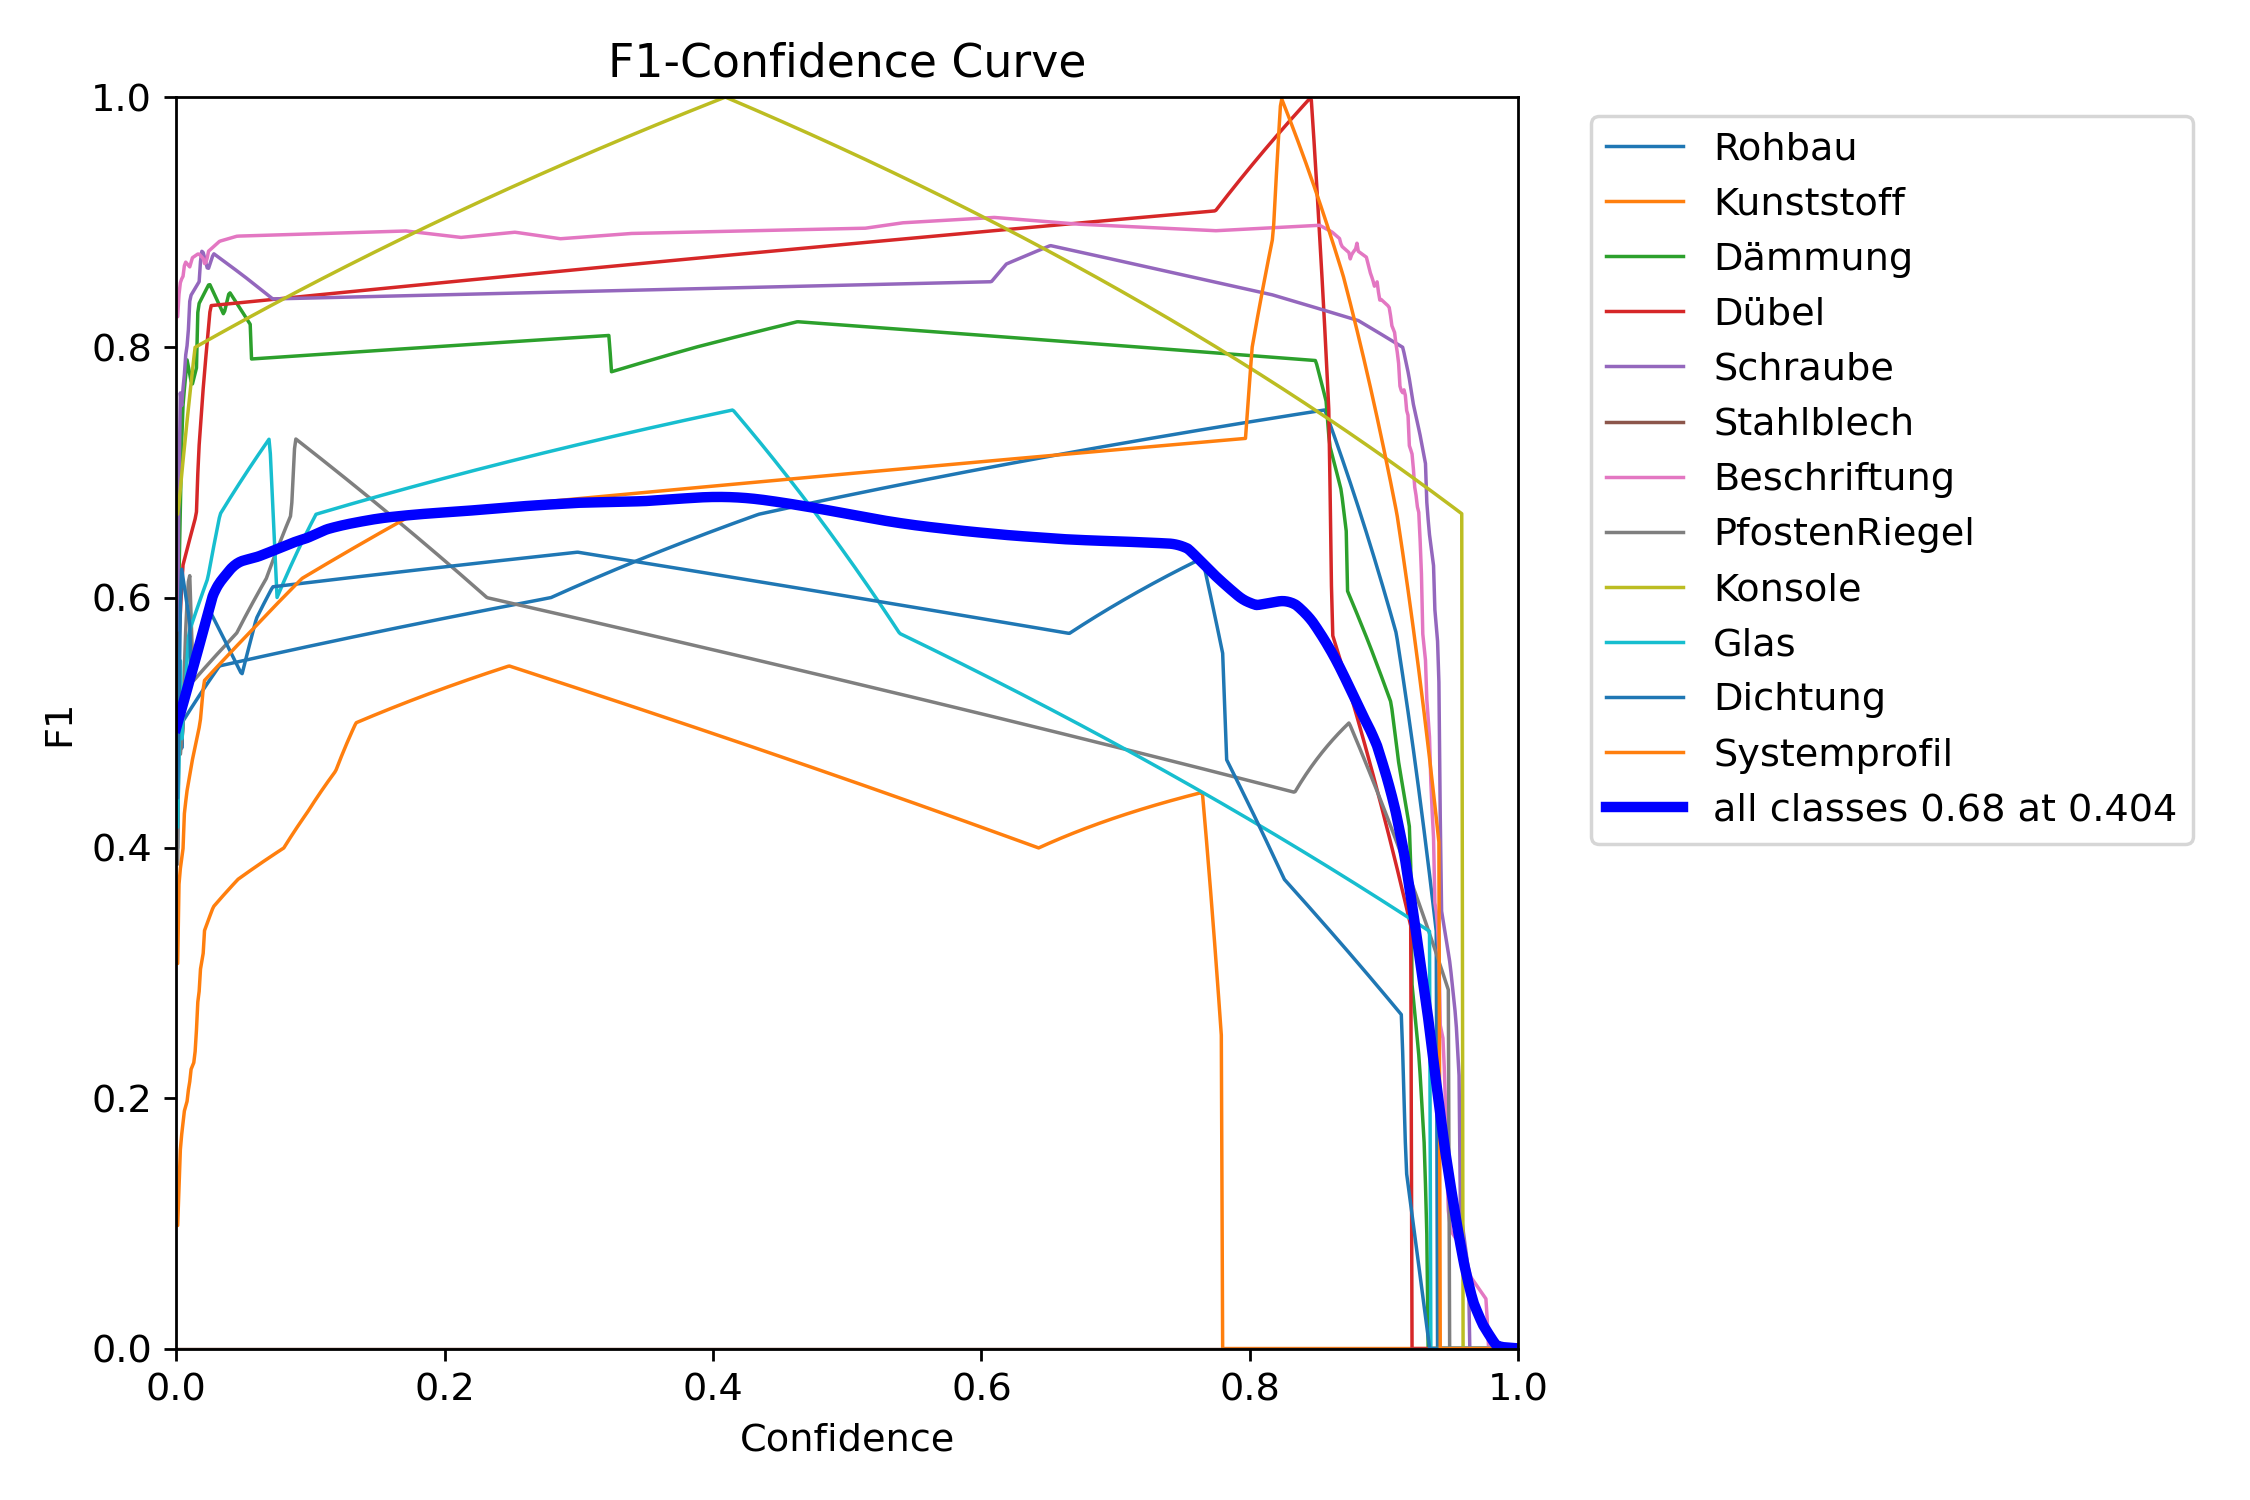 F1-Confidence Curve
1.0
0.8
0.6
0.4
0.2
0.0
F1
0.0 0.2 0.4 0.6 0.8 1.0
Confidence
Rohbau
Kunststoff
Dämmung
Dübel
Schraube
Stahlblech
Beschriftung
PfostenRiegel
Konsole
Glas
Dichtung
Systemprofil
all classes 0.68 at 0.404